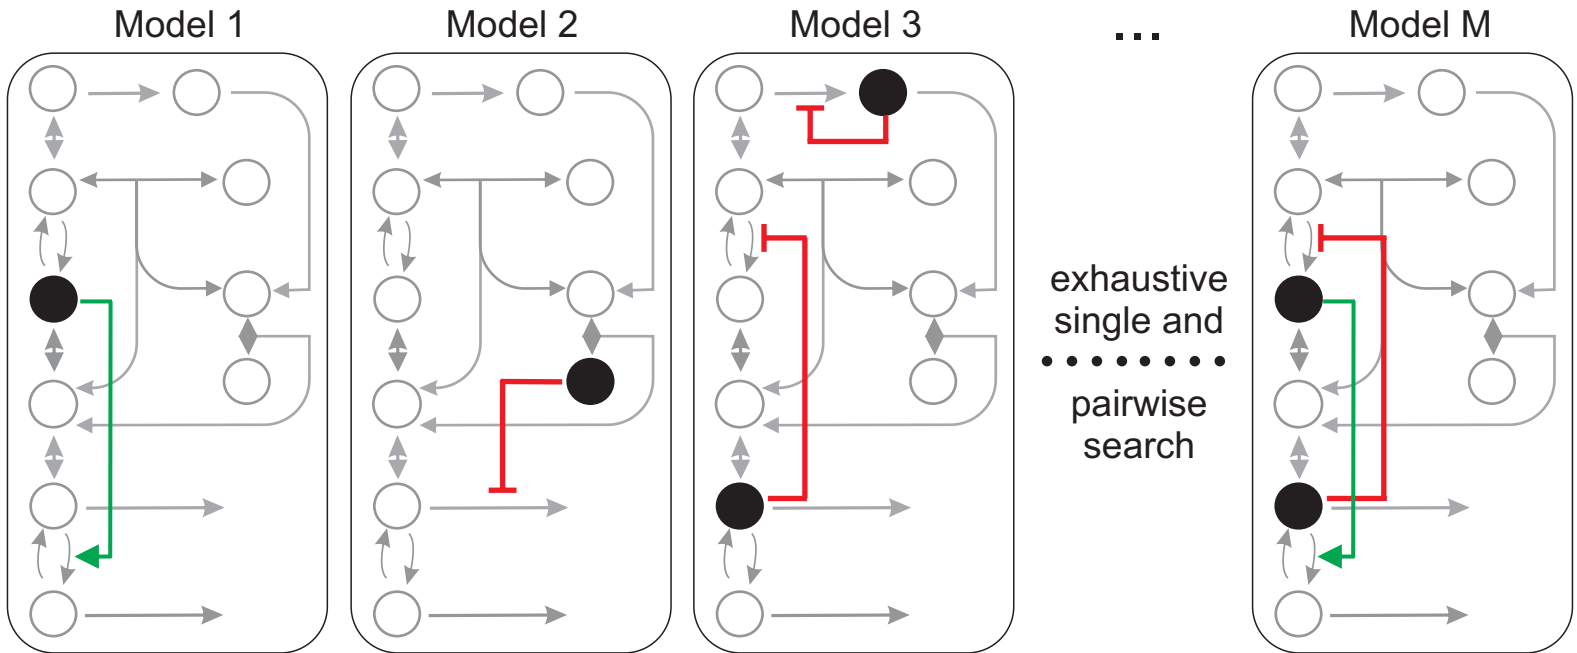 Model 1
Model 2
Model 3
...
Model M
exhaustive
single and
pairwise
search